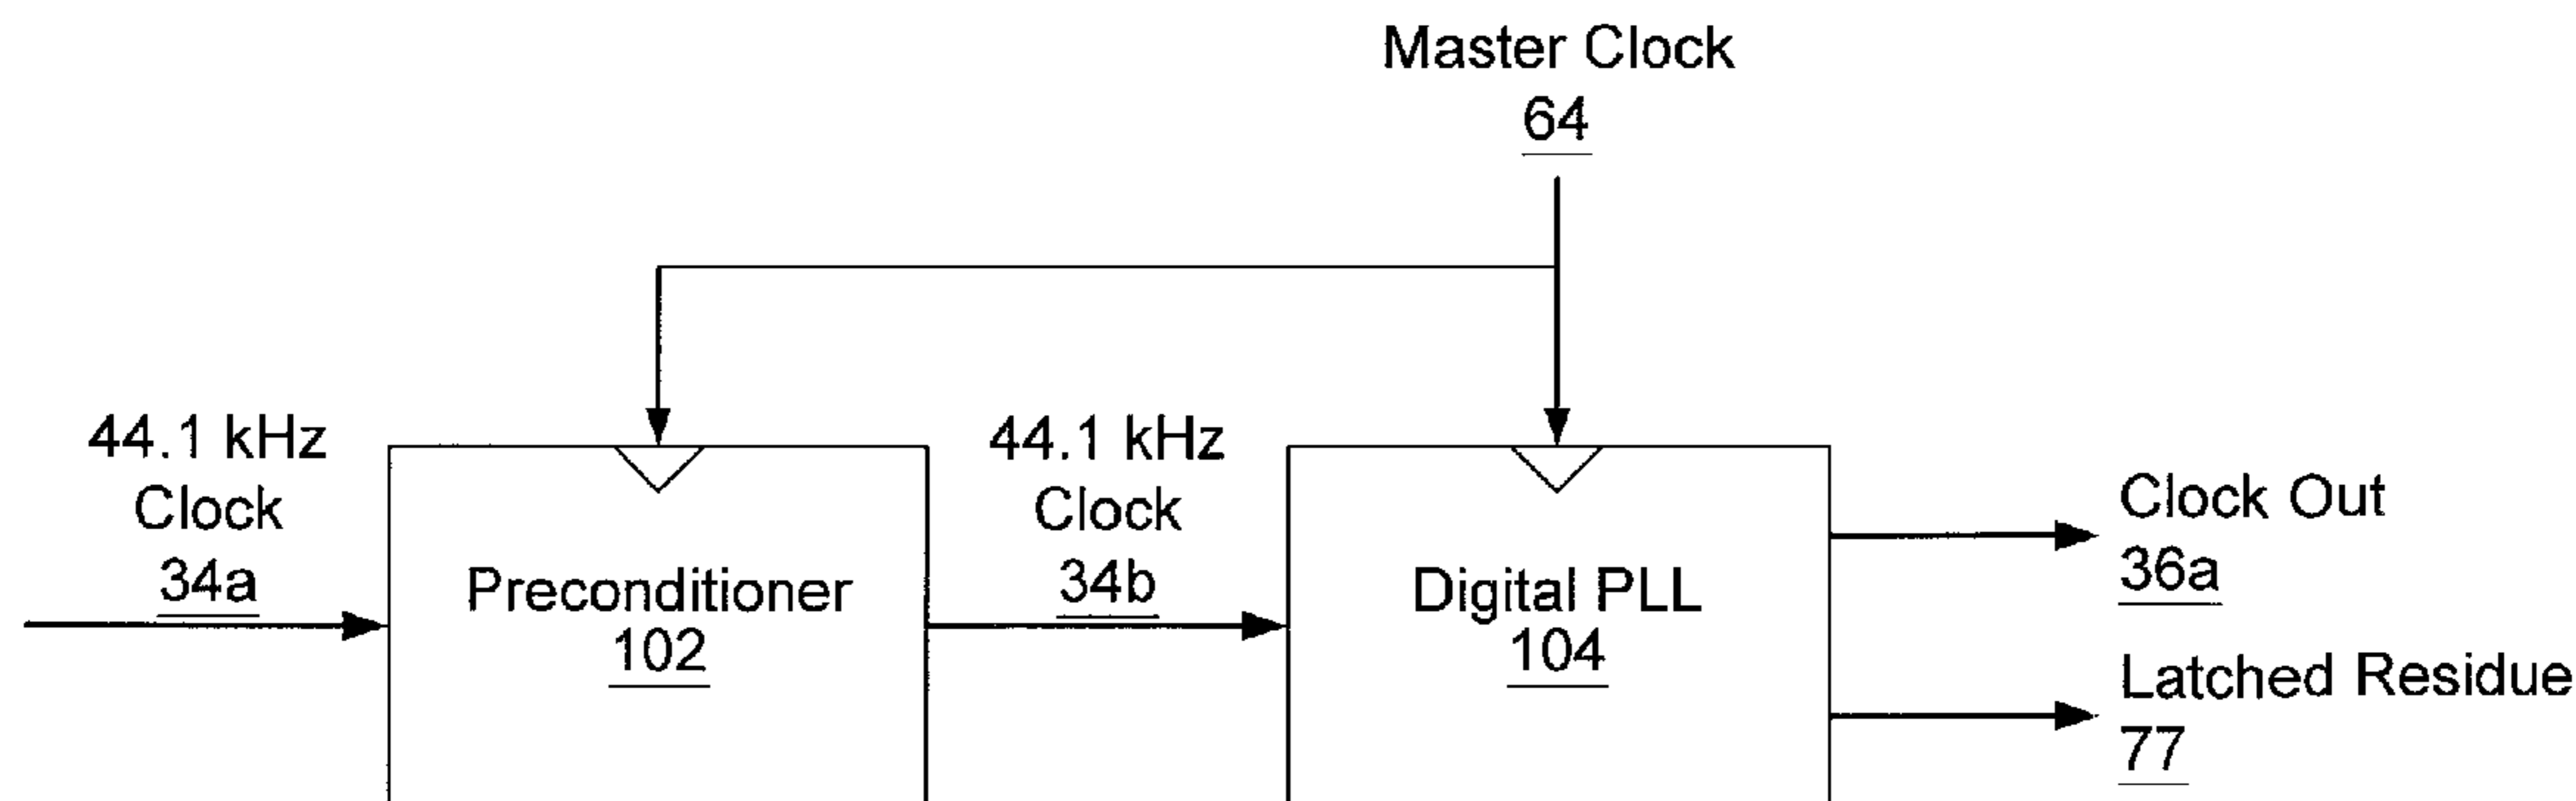 Master Clock
64
44.1 kHz
Clock
34a
Preconditioner
102
44.1 kHz
Clock
34b
Digital PLL
104
Clock Out
36a
Latched Residue
77